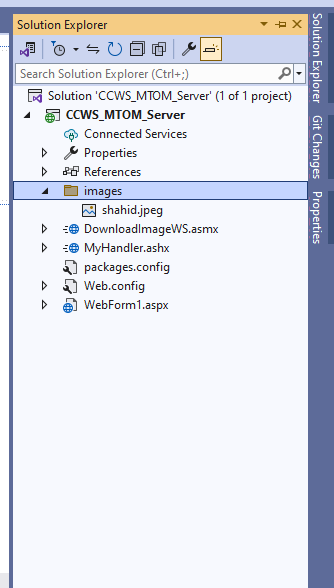 Solution Explorer
Search Solution Explorer (Ctrl+;)
Solution 'CCWS_MTOM_Server' (1 of 1 project)
CCWS_MTOM_Server
Connected Services
Properties
References
images
shahid.jpeg
DownloadImageWS.asmx
MyHandler.ashx
packages.config
Web.config
WebForm1.aspx
Solution Explorer
Git Changes
Properties